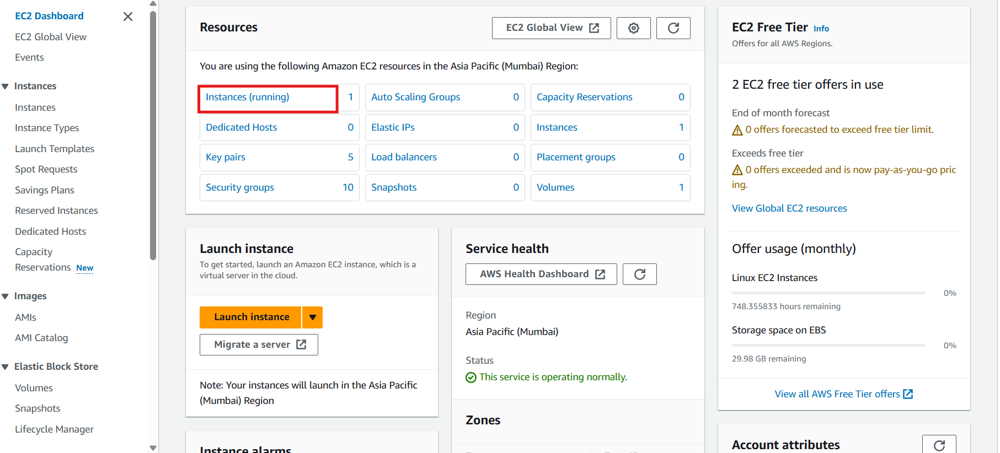 EC2 Dashboard
EC2 Global View
Events
Instances
Instances
Instance Types
Launch Templates
Spot Requests
Savings Plans
Reserved Instances
Dedicated Hosts
Capacity
Reservations New
Images
AMIs
AMI Catalog
Elastic Block Store
Volumes
Snapshots
Lifecycle Manager
Resources
EC2 Global View
You are using the following Amazon EC2 resources in the Asia Pacific (Mumbai) Region:
Instances (running) 1
Auto Scaling Groups 0
Capacity Reservations 0
Dedicated Hosts 0
Elastic IPs 0
Instances 1
Key pairs 5
Load balancers 0
Placement groups 0
Security groups 10
Snapshots 0
Volumes 1
Launch instance
To get started, launch an Amazon EC2 instance, which is a
virtual server in the cloud.
Launch instance
Migrate a server
Note: Your instances will launch in the Asia Pacific
(Mumbai) Region
Instance alarms
Service health
AWS Health Dashboard
Region
Asia Pacific (Mumbai)
Status
This service is operating normally.
Zones
EC2 Free Tier Info
Offers for all AWS Regions.
2 EC2 free tier offers in use
End of month forecast
0 offers forecasted to exceed free tier limit.
Exceeds free tier
0 offers exceeded and is now pay-as-you-go pric
ing.
View Global EC2 resources
Offer usage (monthly)
Linux EC2 Instances
0%
748.355833 hours remaining
Storage space on EBS
0%
29.98 GB remaining
View all AWS Free Tier offers
Account attributes